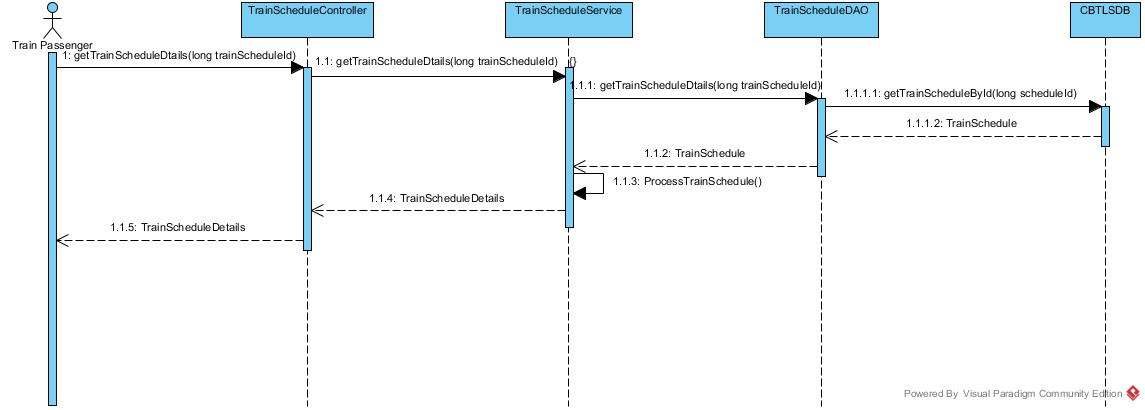 TrainScheduleController
TrainScheduleService
TrainScheduleDAO
CBTLSDB
Train Passenger
1: getTrainScheduleDtails(long trainScheduleId)
1.1: getTrainScheduleDtails(long trainScheduleId)
{}
1.1.1: getTrainScheduleDtails(long trainScheduleId)
1.1.1.1: getTrainScheduleById(long scheduleId)
1.1.1.2: TrainSchedule
1.1.2: TrainSchedule
1.1.3: ProcessTrainSchedule()
1.1.4: TrainScheduleDetails
1.1.5: TrainScheduleDetails
Powered By Visual Paradigm Community Edition